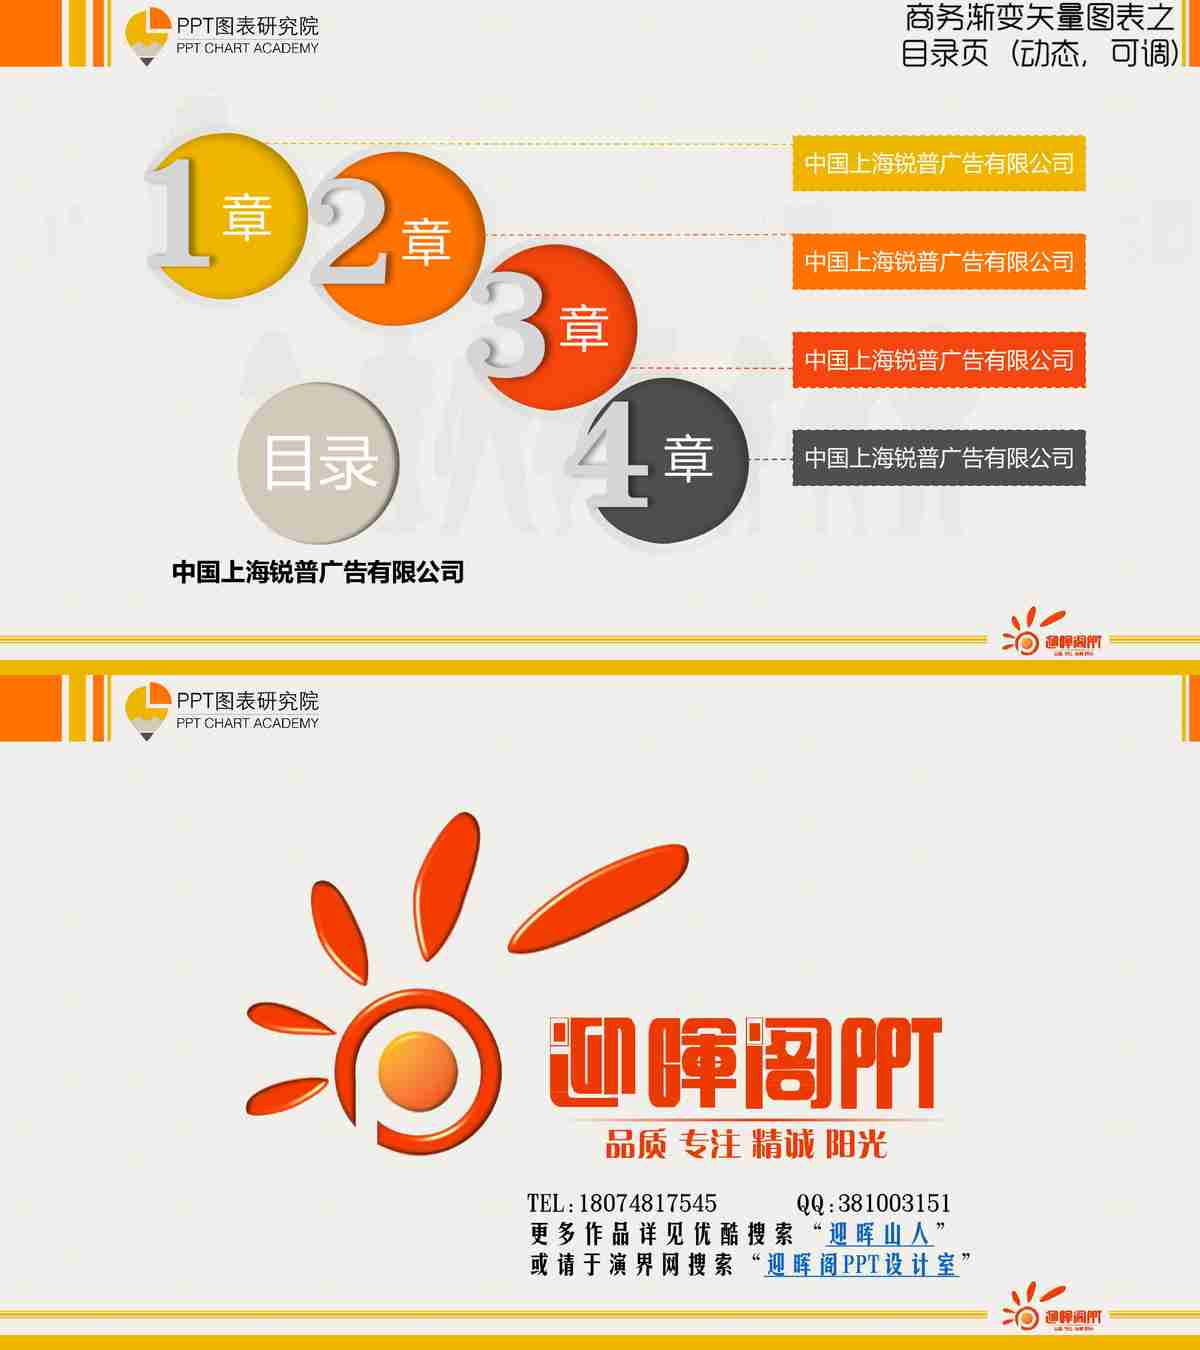 PPT图表研究院
PPT CHART ACADEMY
商务渐变矢量图表之
目录页（动态，可调）
1章
2章
3章
4章
中国上海锐普广告有限公司
中国上海锐普广告有限公司
中国上海锐普广告有限公司
中国上海锐普广告有限公司
目录
中国上海锐普广告有限公司
迎晖阁PPT
PPT图表研究院
PPT CHART ACADEMY
迎晖阁PPT
品质 专注 精诚 阳光
TEL:18074817545 QQ:381003151
更多作品详见优酷搜索“迎晖山人”
或请于演界网搜索“迎晖阁PPT设计室”
迎晖阁PPT